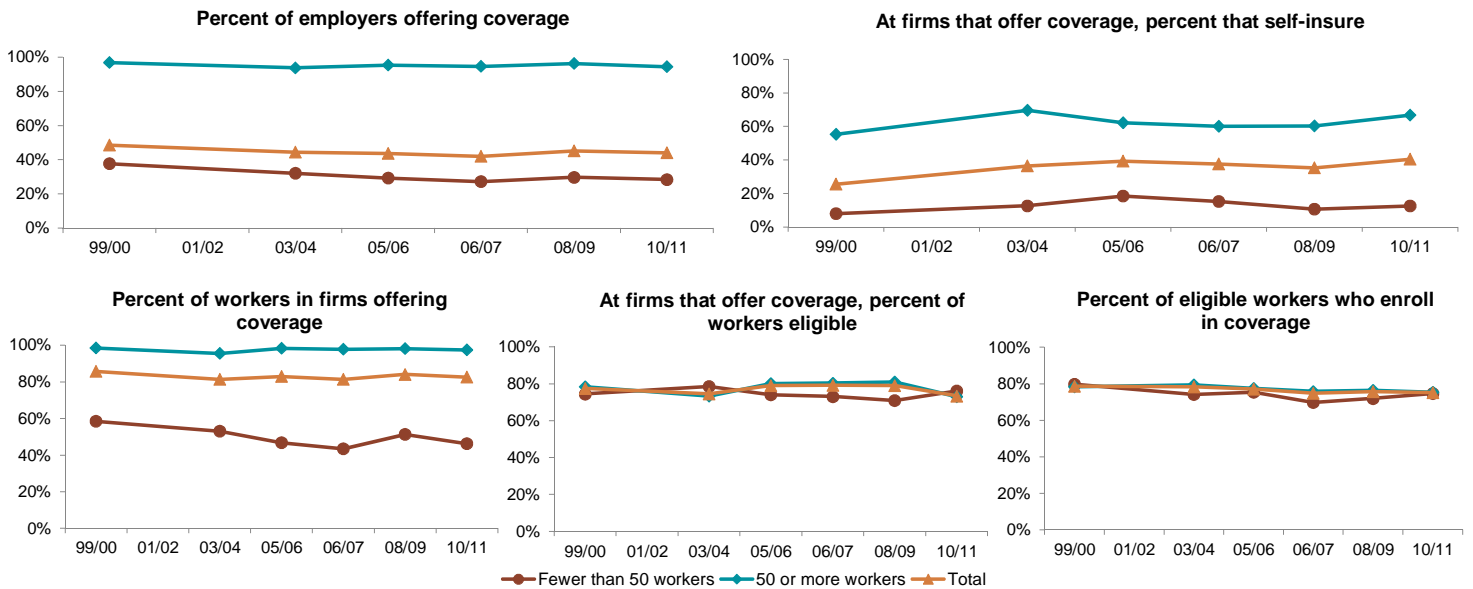 Percent of employers offering coverage
100%
80%
60%
40%
20%
0%
99/00 01/02 03/04 05/06 06/07 08/09 10/11
At firms that offer coverage, percent that self-insure
100%
80%
60%
40%
20%
0%
99/00 01/02 03/04 05/06 06/07 08/09 10/11
Percent of workers in firms offering
coverage
100%
80%
60%
40%
20%
0%
99/00 01/02 03/04 05/06 06/07 08/09 10/11
At firms that offer coverage, percent of
workers eligible
100%
80%
60%
40%
20%
0%
99/00 01/02 03/04 05/06 06/07 08/09 10/11
Percent of eligible workers who enroll
in coverage
100%
80%
60%
40%
20%
0%
99/00 01/02 03/04 05/06 06/07 08/09 10/11
Fewer than 50 workers 50 or more workers Total